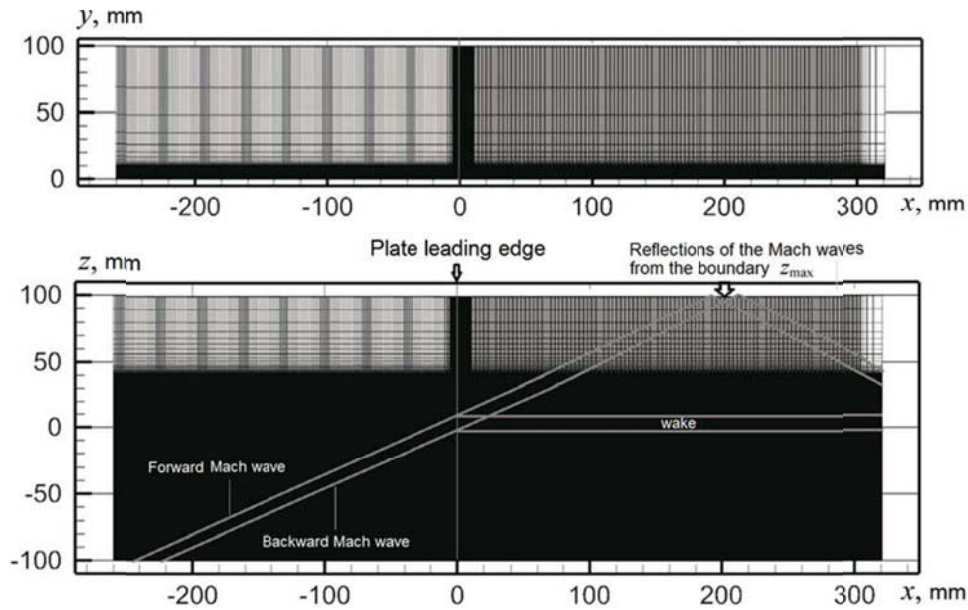 y, mm
100
50
0
-200 -100 0 100 200 300 x, mm
Plate leading edge
Reflections of the Mach waves
from the boundary zmax
z, mm
100
50
0
-50
-100
wake
Forward Mach wave
Backward Mach wave
-200 -100 0 100 200 300 x, mm